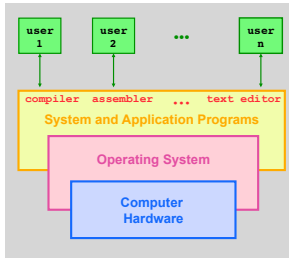 user user ... user
1 2 n
compiler assembler ... text editor
System and Application Programs
Operating System
Computer
Hardware